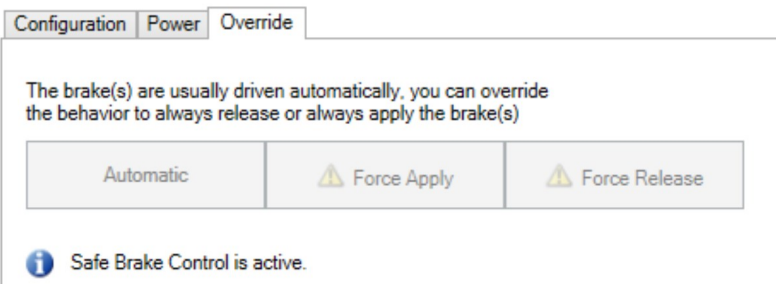 Configuration Power Override
The brake(s) are usually driven automatically, you can override
the behavior to always release or always apply the brake(s)
Automatic Force Apply Force Release
Safe Brake Control is active.